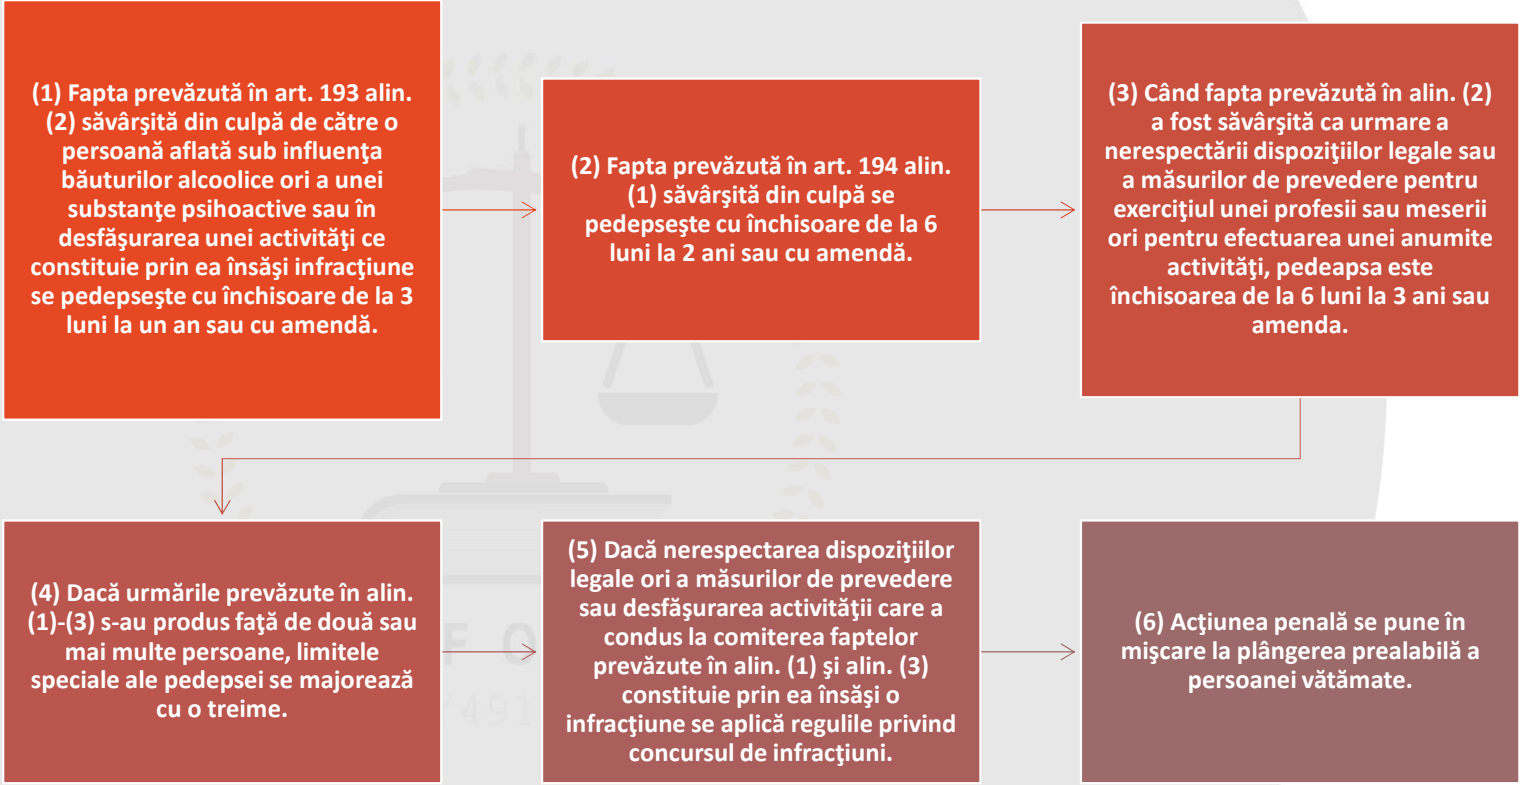 (1) Fapta prevăzută în art. 193 alin.
(2) săvârşită din culpă de către o
persoană aflată sub influenţa
băuturilor alcoolice ori a unei
substanţe psihoactive sau în
desfăşurarea unei activităţi ce
constituie prin ea însăşi infracţiune
se pedepseşte cu închisoare de la 3
luni la un an sau cu amendă.
(2) Fapta prevăzută în art. 194 alin.
(1) săvârşită din culpă se
pedepseşte cu închisoare de la 6
luni la 2 ani sau cu amendă.
(3) Când fapta prevăzută în alin. (2)
a fost săvârşită ca urmare a
nerespectării dispoziţiilor legale sau
a măsurilor de prevedere pentru
exerciţiul unei profesii sau meserii
ori pentru efectuarea unei anumite
activităţi, pedeapsa este
închisoarea de la 6 luni la 3 ani sau
amenda.
(4) Dacă urmările prevăzute în alin.
(1)-(3) s-au produs faţă de două sau
mai multe persoane, limitele
speciale ale pedepsei se majorează
cu o treime.
(5) Dacă nerespectarea dispoziţiilor
legale ori a măsurilor de prevedere
sau desfăşurarea activităţii care a
condus la comiterea faptelor
prevăzute în alin. (1) şi alin. (3)
constituie prin ea însăşi o
infracţiune se aplică regulile privind
concursul de infracţiuni.
(6) Acţiunea penală se pune în
mişcare la plângerea prealabilă a
persoanei vătămate.